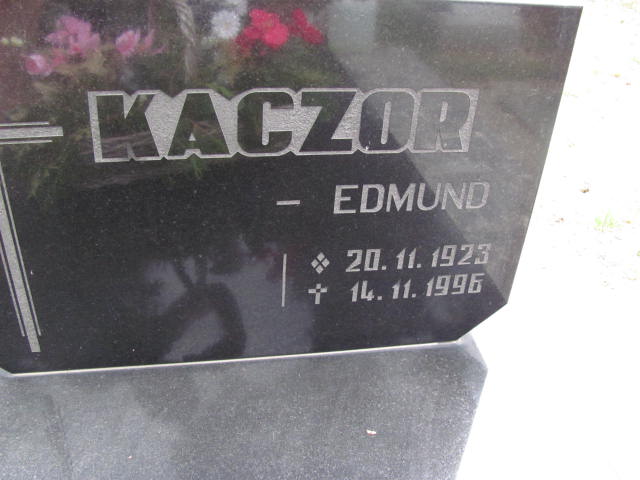 KACZOR
– EDMUND
20.11.1923
14.11.1996